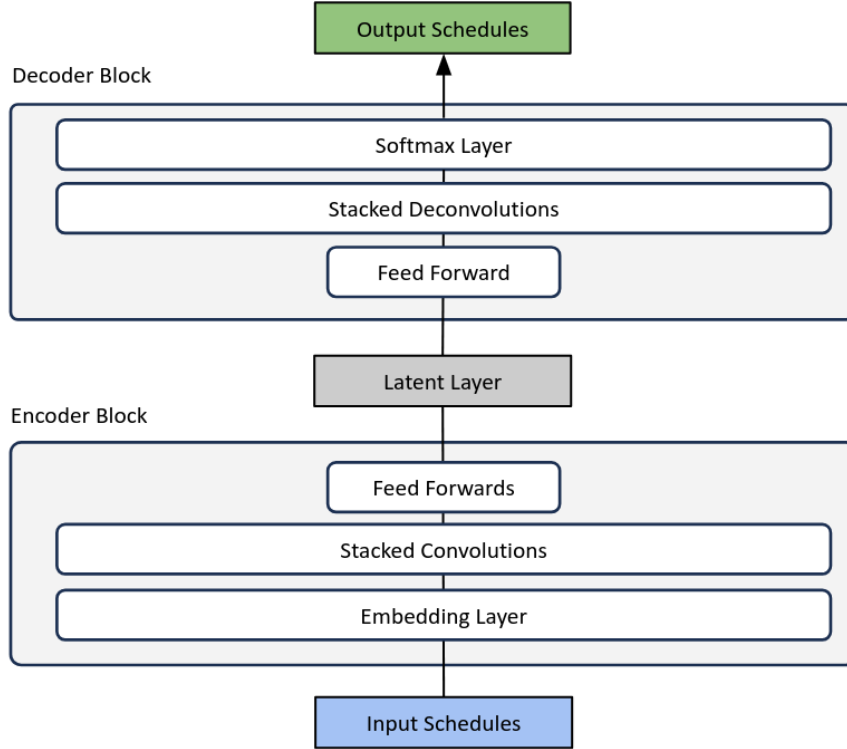 Output Schedules
Decoder Block
Softmax Layer
Stacked Deconvolutions
Feed Forward
Latent Layer
Encoder Block
Feed Forwards
Stacked Convolutions
Embedding Layer
Input Schedules